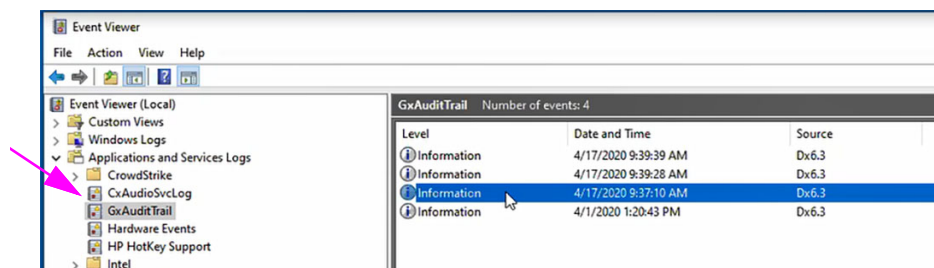 Event Viewer
File Action View Help
Event Viewer (Local)
Custom Views
Windows Logs
Applications and Services Logs
CrowdStrike
CxAudioSvcLog
GxAuditTrail
Hardware Events
HP HotKey Support
Intel
GxAuditTrail Number of events: 4
Level Date and Time Source
Information 4/17/2020 9:39:39 AM Dx6.3
Information 4/17/2020 9:39:28 AM Dx6.3
Information 4/17/2020 9:37:10 AM Dx6.3
Information 4/1/2020 1:20:43 PM Dx6.3